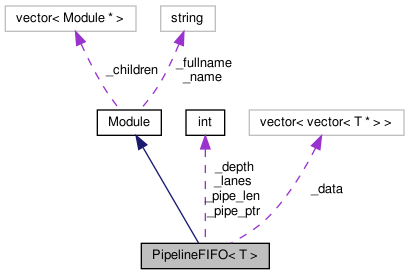 vector< Module * >
string
_children
_fullname
_name
Module
int
vector< vector< T * > >
_depth
_lanes
_pipe_len
_pipe_ptr
_data
PipelineFIFO< T >